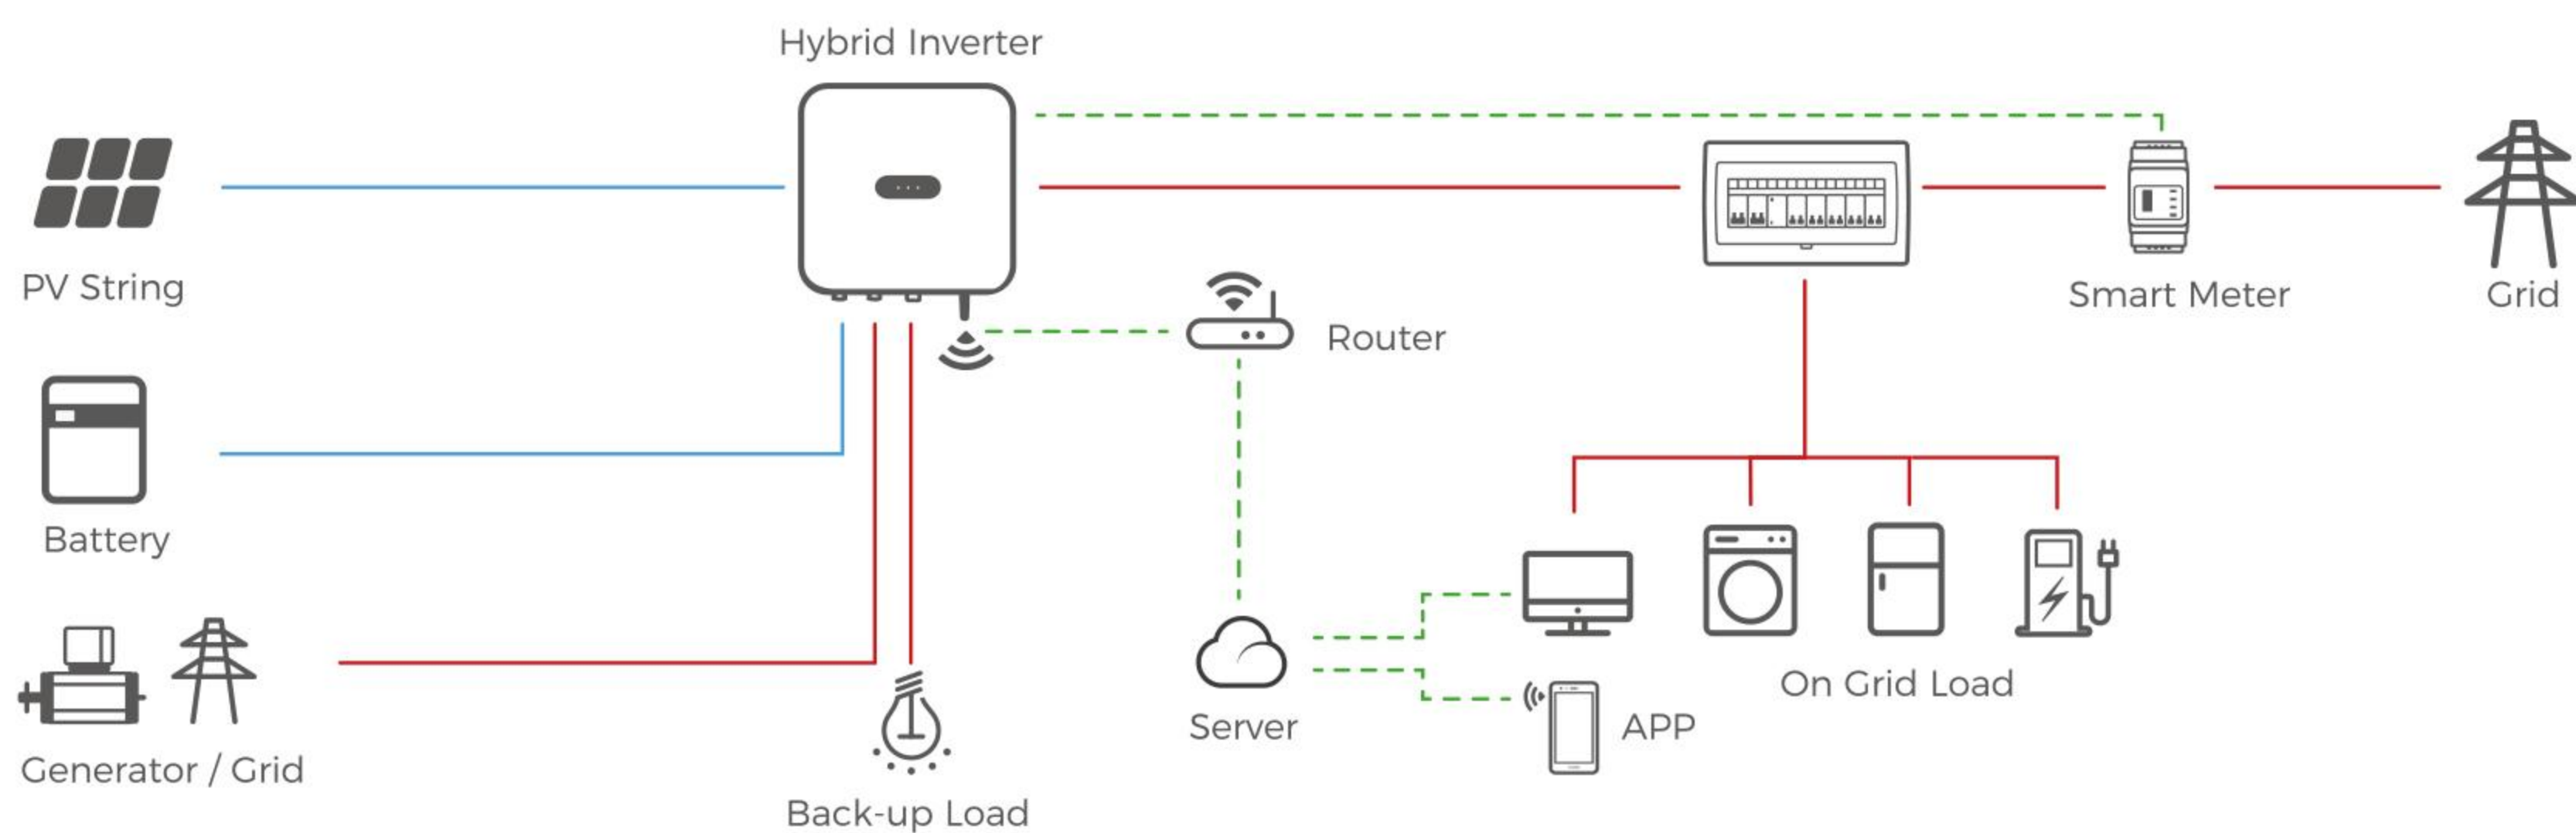 Hybrid Inverter
PV String
Smart Meter
Grid
Router
Battery
On Grid Load
Server
APP
Generator / Grid
Back-up Load